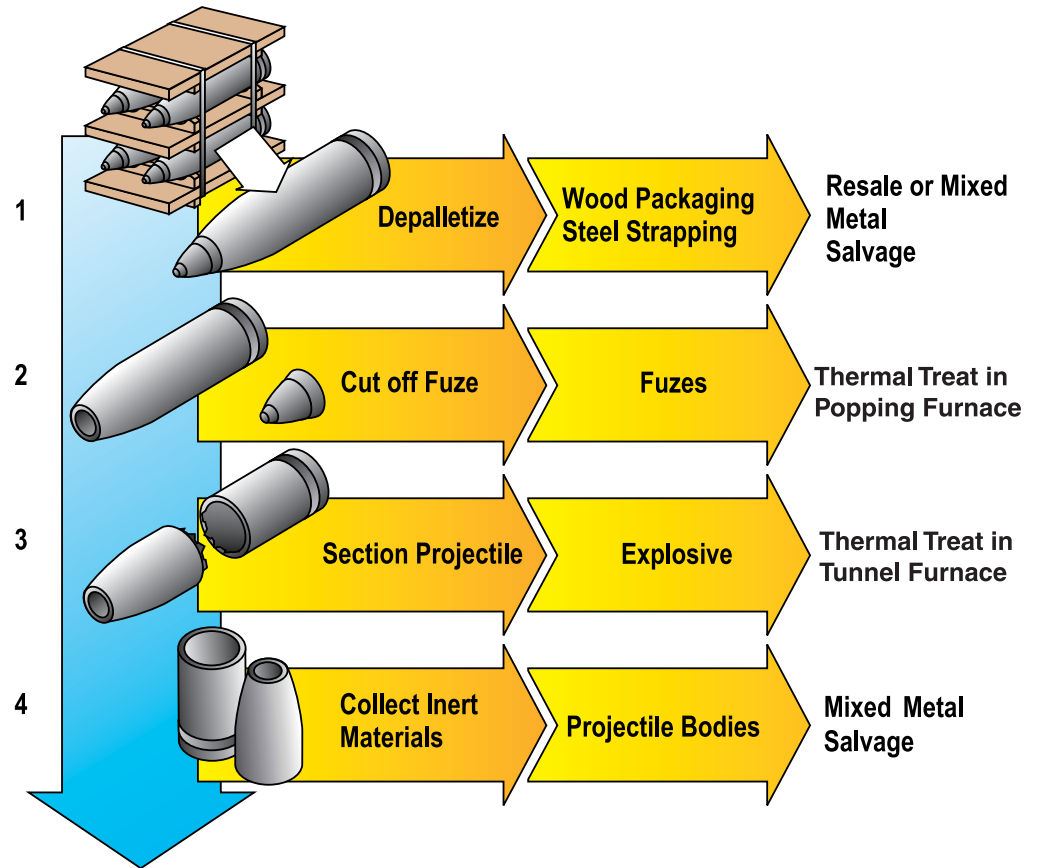 1
Depalletize
Wood Packaging
Steel Strapping
Resale or Mixed
Metal
Salvage
2
Cut off Fuze
Fuzes
Thermal Treat in
Popping Furnace
3
Section Projectile
Explosive
Thermal Treat in
Tunnel Furnace
4
Collect Inert
Materials
Projectile Bodies
Mixed Metal
Salvage